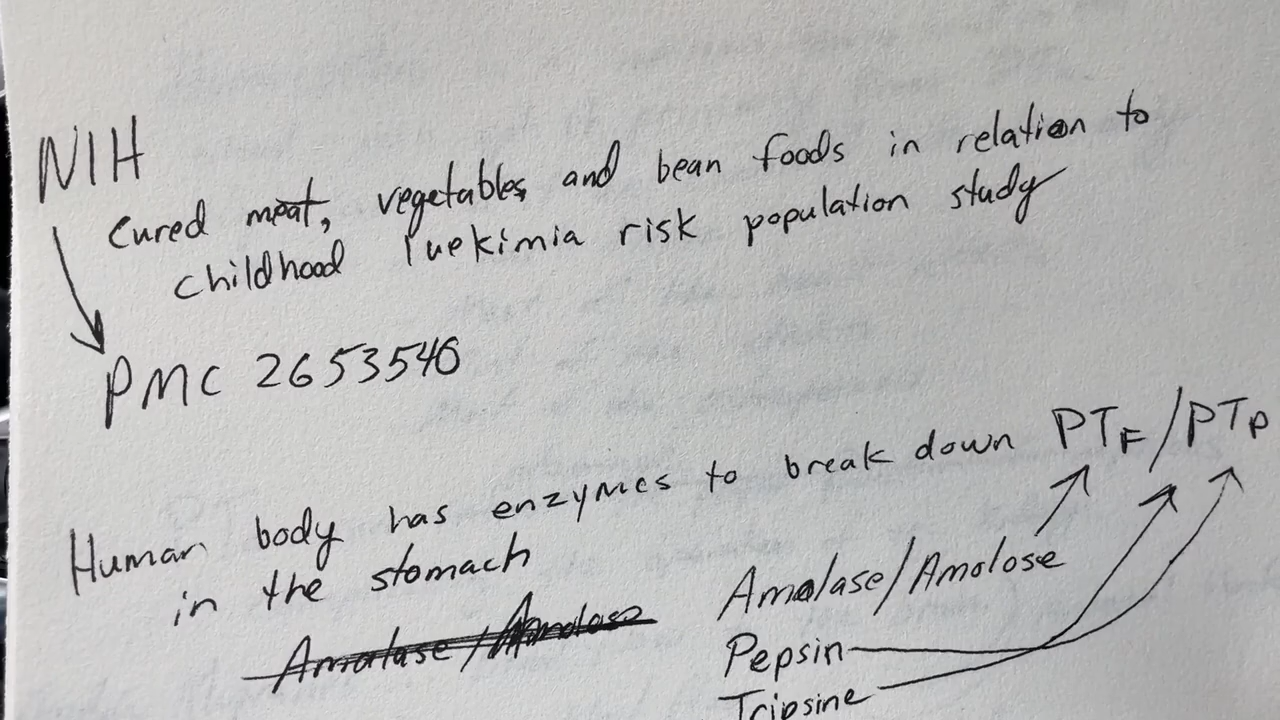 NIH
Cured meat, vegetables, and bean foods in relation to
childhood luekimia risk population study
PMC 2653546
Human body has enzymes to break down PTF/PTP
in the stomach
Amalase/Amolose
Amalase/Amolose
Pepsin
Tripsine